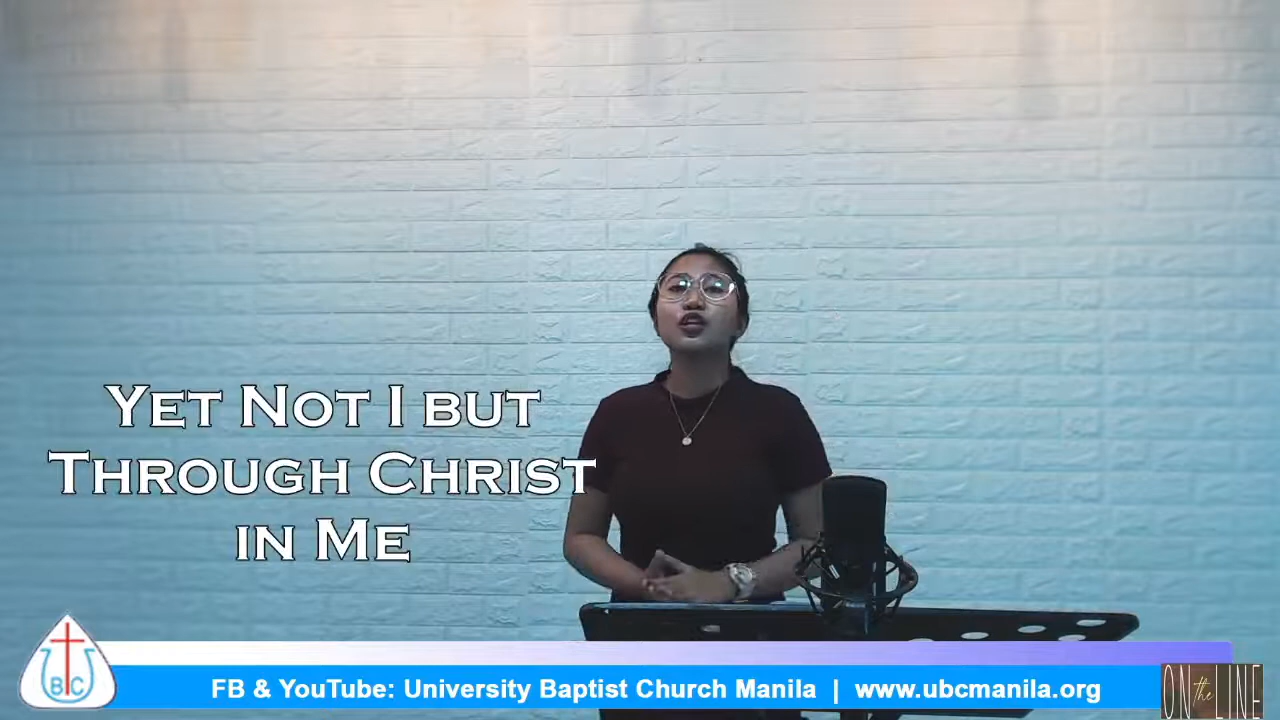 YET NOT I BUT
THROUGH CHRIST
IN ME
UBC
FB & YouTube: University Baptist Church Manila | www.ubcmanila.org
ON the LINE